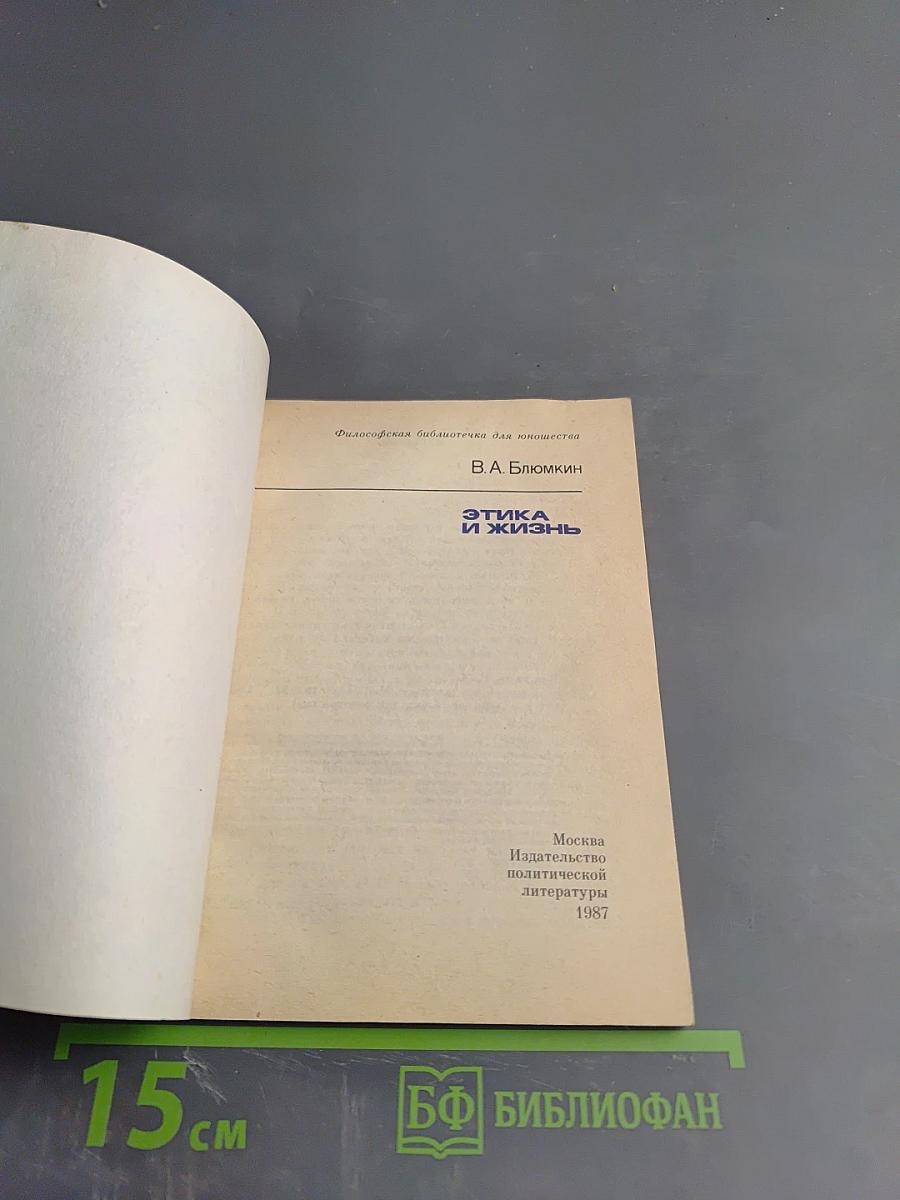 Философская библиотечка для юношества
В. А. Блюмкин
ЭТИКА
И ЖИЗНЬ
Москва
Издательство
политической
литературы
1987
15 см
БФ БИБЛИОФАН